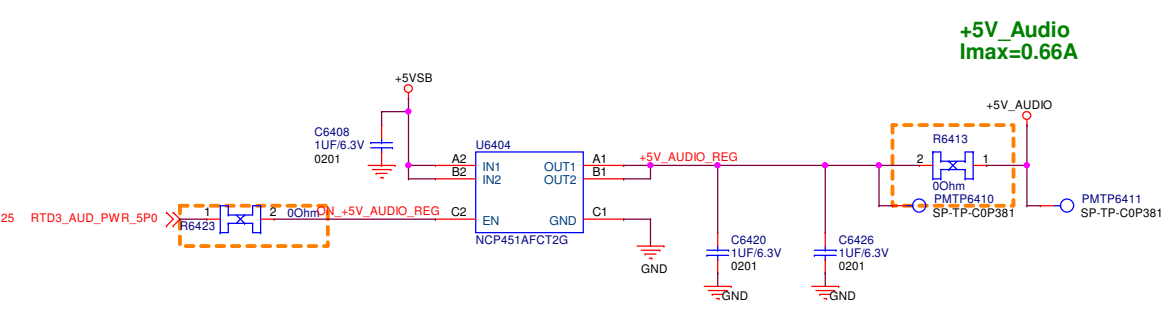 +5V_Audio
Imax=0.66A
+5VSB
+5V_AUDIO
C6408
1UF/6.3V
0201
U6404
R6413
A2 IN1 OUT1 A1 +5V_AUDIO_REG 2 1
B2 IN2 OUT2 B1
0Ohm
PMTP6410
SP-TP-C0P381
PMTP6411
SP-TP-C0P381
25 RTD3_AUD_PWR_5P0 1 2 0Ohm ON_+5V_AUDIO_REG C2 EN GND C1
R6423
NCP451AFCT2G
C6420
1UF/6.3V
0201
C6426
1UF/6.3V
0201
GND
GND
GND